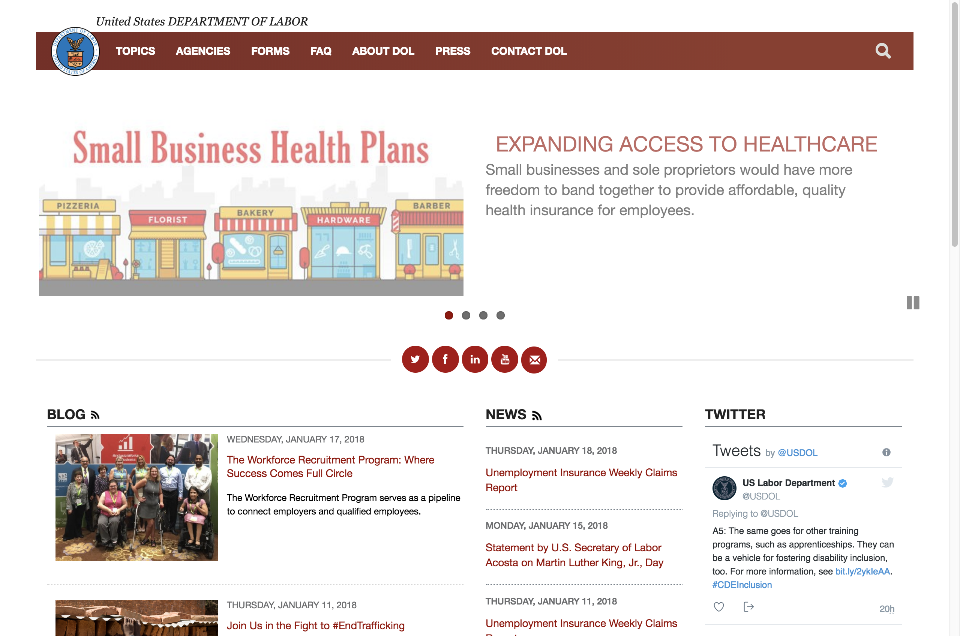 United States DEPARTMENT OF LABOR
TOPICS AGENCIES FORMS FAQ ABOUT DOL PRESS CONTACT DOL
Small Business Health Plans
PIZZERIA
FLORIST
BAKERY
HARDWARE
BARBER
EXPANDING ACCESS TO HEALTHCARE
Small businesses and sole proprietors would have more
freedom to band together to provide affordable, quality
health insurance for employees.
BLOG
WEDNESDAY, JANUARY 17, 2018
The Workforce Recruitment Program: Where
Success Comes Full Circle
The Workforce Recruitment Program serves as a pipeline
to connect employers and qualified employees.
THURSDAY, JANUARY 11, 2018
Join Us in the Fight to #EndTrafficking
NEWS
THURSDAY, JANUARY 18, 2018
Unemployment Insurance Weekly Claims
Report
MONDAY, JANUARY 15, 2018
Statement by U.S. Secretary of Labor
Acosta on Martin Luther King, Jr., Day
THURSDAY, JANUARY 11, 2018
Unemployment Insurance Weekly Claims
TWITTER
Tweets by @USDOL
US Labor Department
@USDOL
Replying to @USDOL
A5: The same goes for other training
programs, such as apprenticeships. They can
be a vehicle for fostering disability inclusion,
too. For more information, see bit.ly/2ykIeAA.
#CDEInclusion
20h